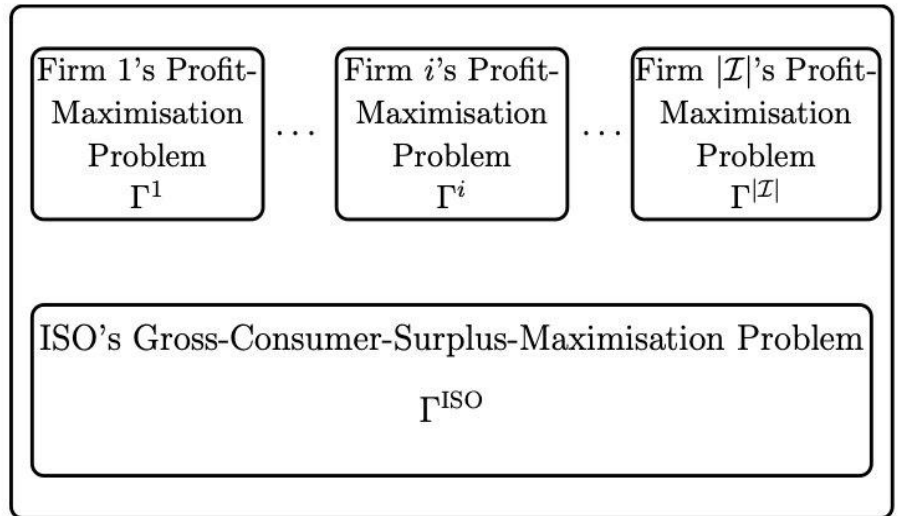 Firm 1's Profit-
Maximisation
Problem
Γ¹
...
Firm i's Profit-
Maximisation
Problem
Γⁱ
...
Firm |ℐ|'s Profit-
Maximisation
Problem
Γ^{|ℐ|}
ISO's Gross-Consumer-Surplus-Maximisation Problem
Γ^{ISO}